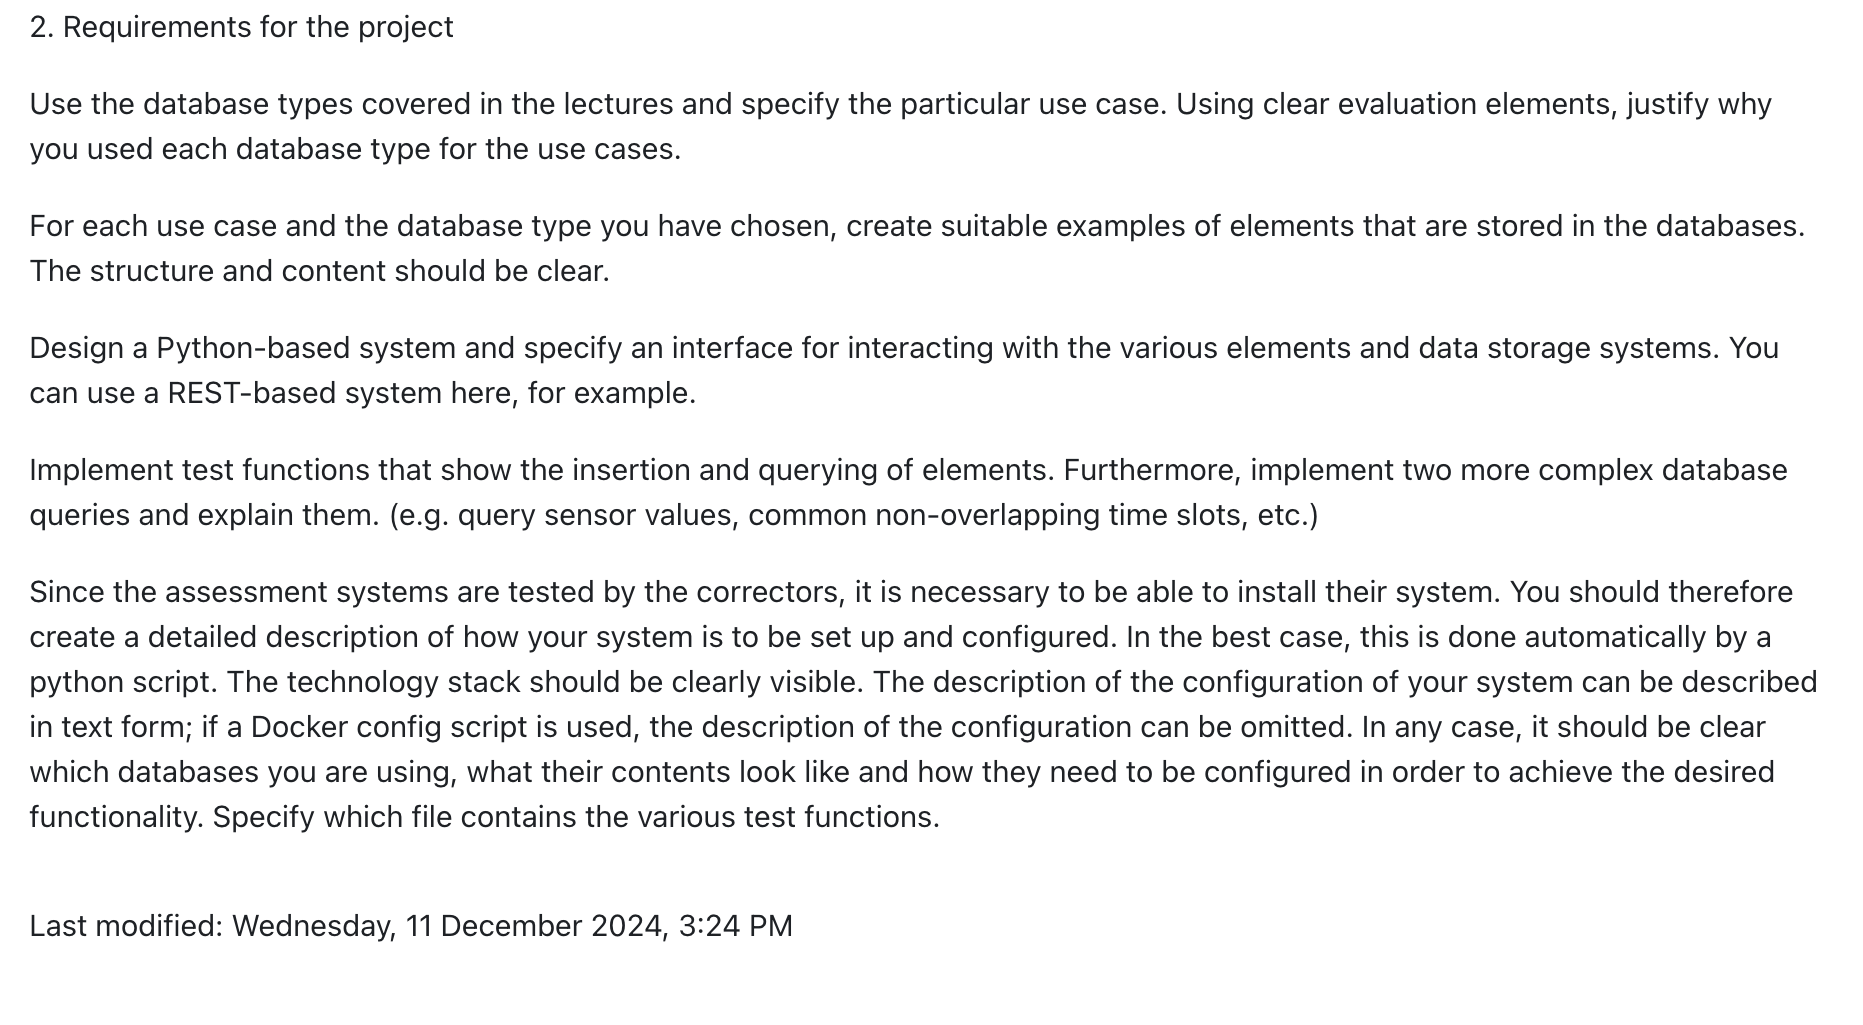 2. Requirements for the project
Use the database types covered in the lectures and specify the particular use case. Using clear evaluation elements, justify why
you used each database type for the use cases.
For each use case and the database type you have chosen, create suitable examples of elements that are stored in the databases.
The structure and content should be clear.
Design a Python-based system and specify an interface for interacting with the various elements and data storage systems. You
can use a REST-based system here, for example.
Implement test functions that show the insertion and querying of elements. Furthermore, implement two more complex database
queries and explain them. (e.g. query sensor values, common non-overlapping time slots, etc.)
Since the assessment systems are tested by the correctors, it is necessary to be able to install their system. You should therefore
create a detailed description of how your system is to be set up and configured. In the best case, this is done automatically by a
python script. The technology stack should be clearly visible. The description of the configuration of your system can be described
in text form; if a Docker config script is used, the description of the configuration can be omitted. In any case, it should be clear
which databases you are using, what their contents look like and how they need to be configured in order to achieve the desired
functionality. Specify which file contains the various test functions.
Last modified: Wednesday, 11 December 2024, 3:24 PM